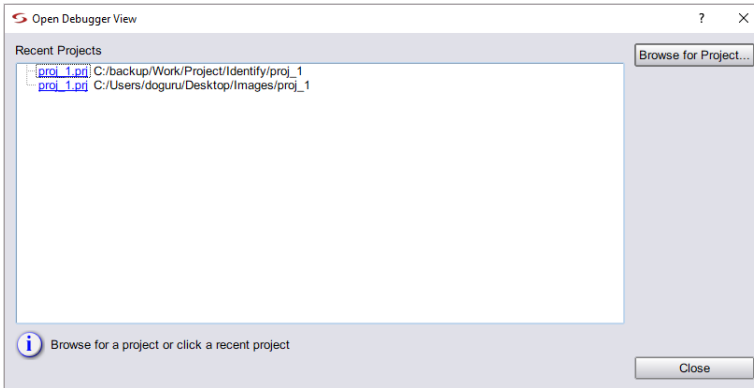 Open Debugger View
Recent Projects
Browse for Project...
proj_1.prj C:/backup/Work/Project/Identify/proj_1
proj_1.prj C:/Users/doguru/Desktop/Images/proj_1
Browse for a project or click a recent project
Close